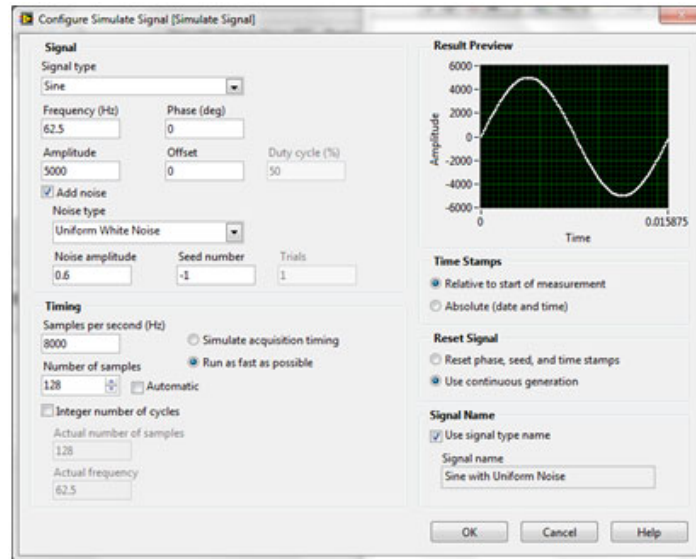 Configure Simulate Signal [Simulate Signal]
Signal
Signal type
Sine
Frequency (Hz)
Phase (deg)
62.5
0
Amplitude
Offset
Duty cycle (%)
5000
0
50
Add noise
Noise type
Uniform White Noise
Noise amplitude
Seed number
Trials
0.6
-1
1
Timing
Samples per second (Hz)
8000
Simulate acquisition timing
Run as fast as possible
Number of samples
128
Automatic
Integer number of cycles
Actual number of samples
128
Actual frequency
62.5
Result Preview
Amplitude
6000
4000
2000
0
-2000
-4000
-6000
0
0.015875
Time
Time Stamps
Relative to start of measurement
Absolute (date and time)
Reset Signal
Reset phase, seed, and time stamps
Use continuous generation
Signal Name
Use signal type name
Signal name
Sine with Uniform Noise
OK
Cancel
Help